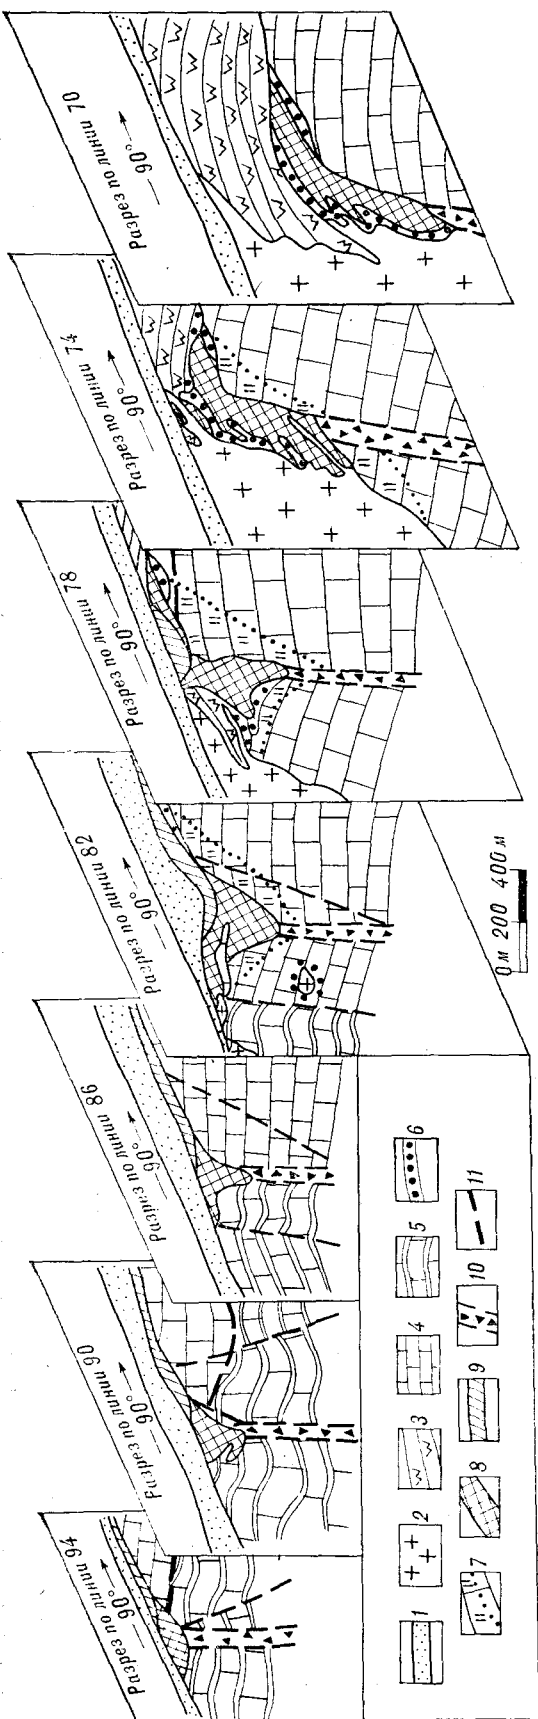 Разрез по линии 94
90°
Разрез по линии 90
90°
Разрез по линии 86
90°
Разрез по линии 82
90°
Разрез по линии 78
90°
Разрез по линии 74
90°
Разрез по линии 70
90°
0 м 200 400 м
1 2 3 4 5 6
7 8 9 10 11